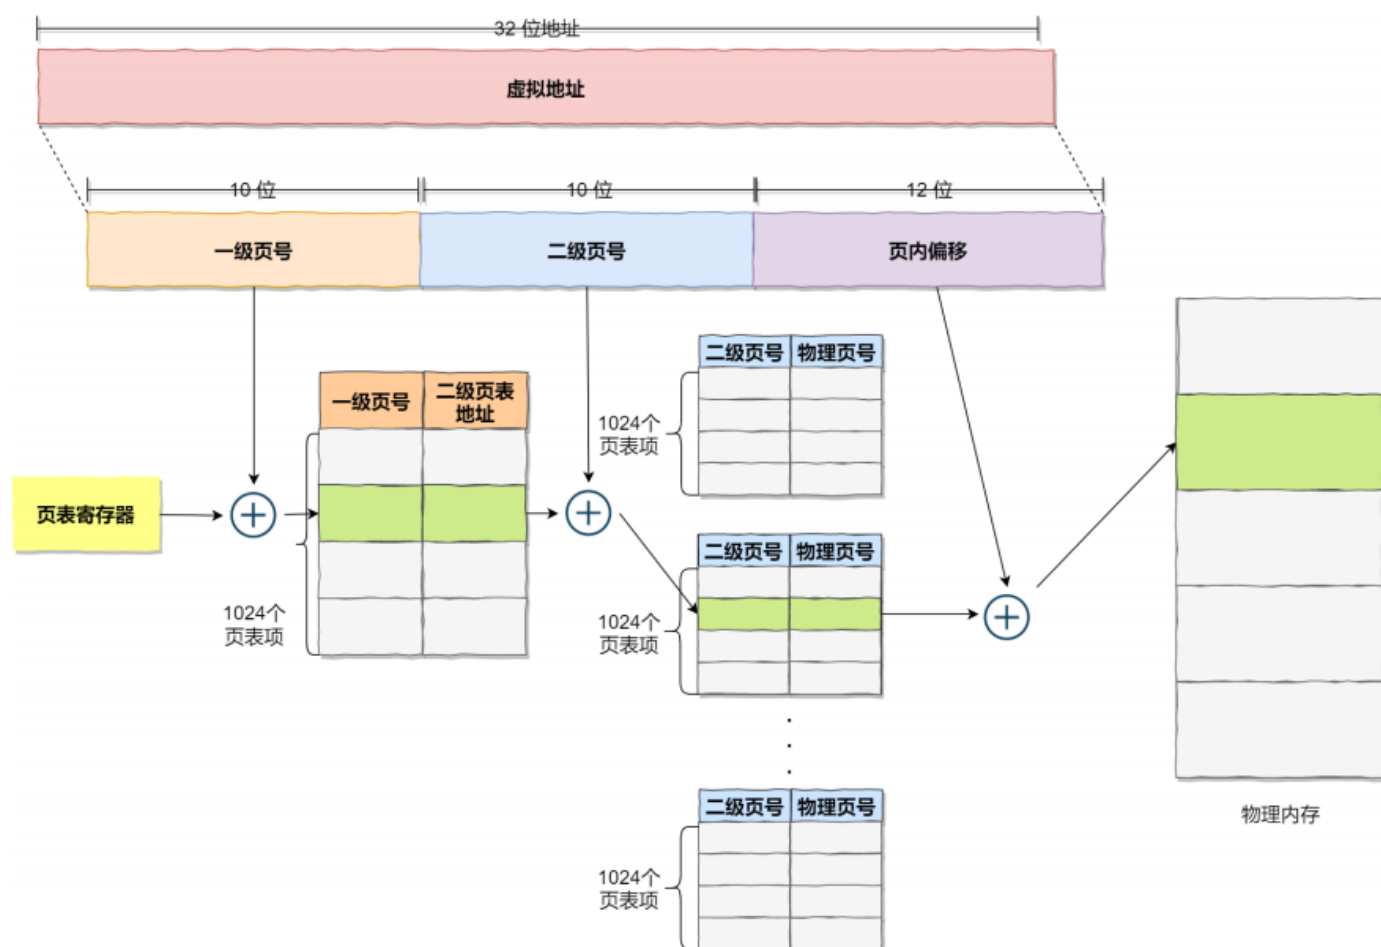 32 位地址
虚拟地址
10 位
10 位
12 位
一级页号
二级页号
页内偏移
二级页号 物理页号
1024个
页表项
一级页号
二级页表
地址
页表寄存器
1024个
页表项
二级页号 物理页号
1024个
页表项
二级页号 物理页号
1024个
页表项
物理内存